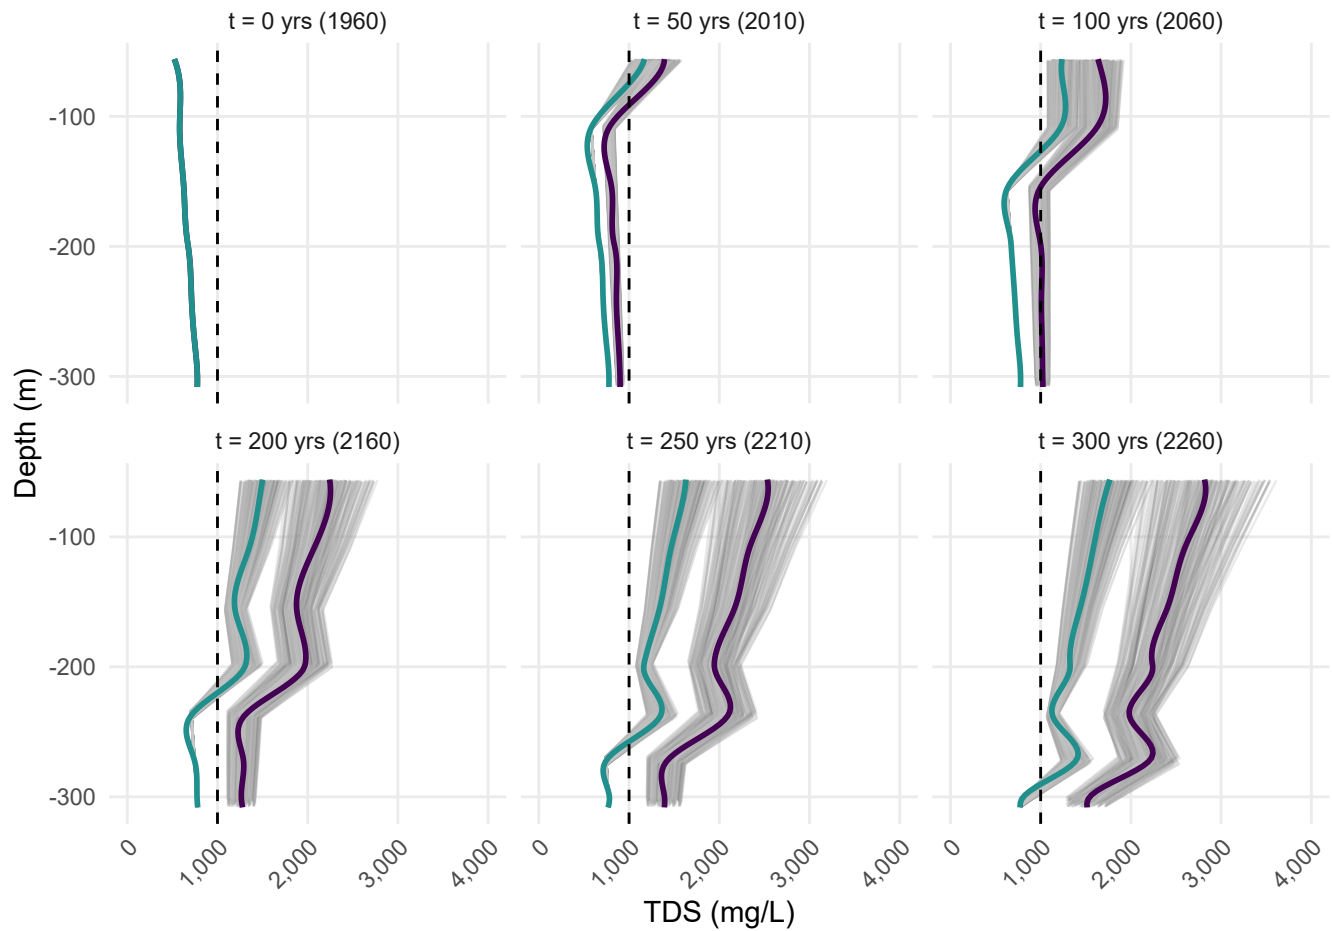 t = 0 yrs (1960)
t = 50 yrs (2010)
t = 100 yrs (2060)
-100
-200
-300
t = 200 yrs (2160)
t = 250 yrs (2210)
t = 300 yrs (2260)
Depth (m)
-100
-200
-300
0
1,000
2,000
3,000
4,000
0
1,000
2,000
3,000
4,000
0
1,000
2,000
3,000
4,000
TDS (mg/L)